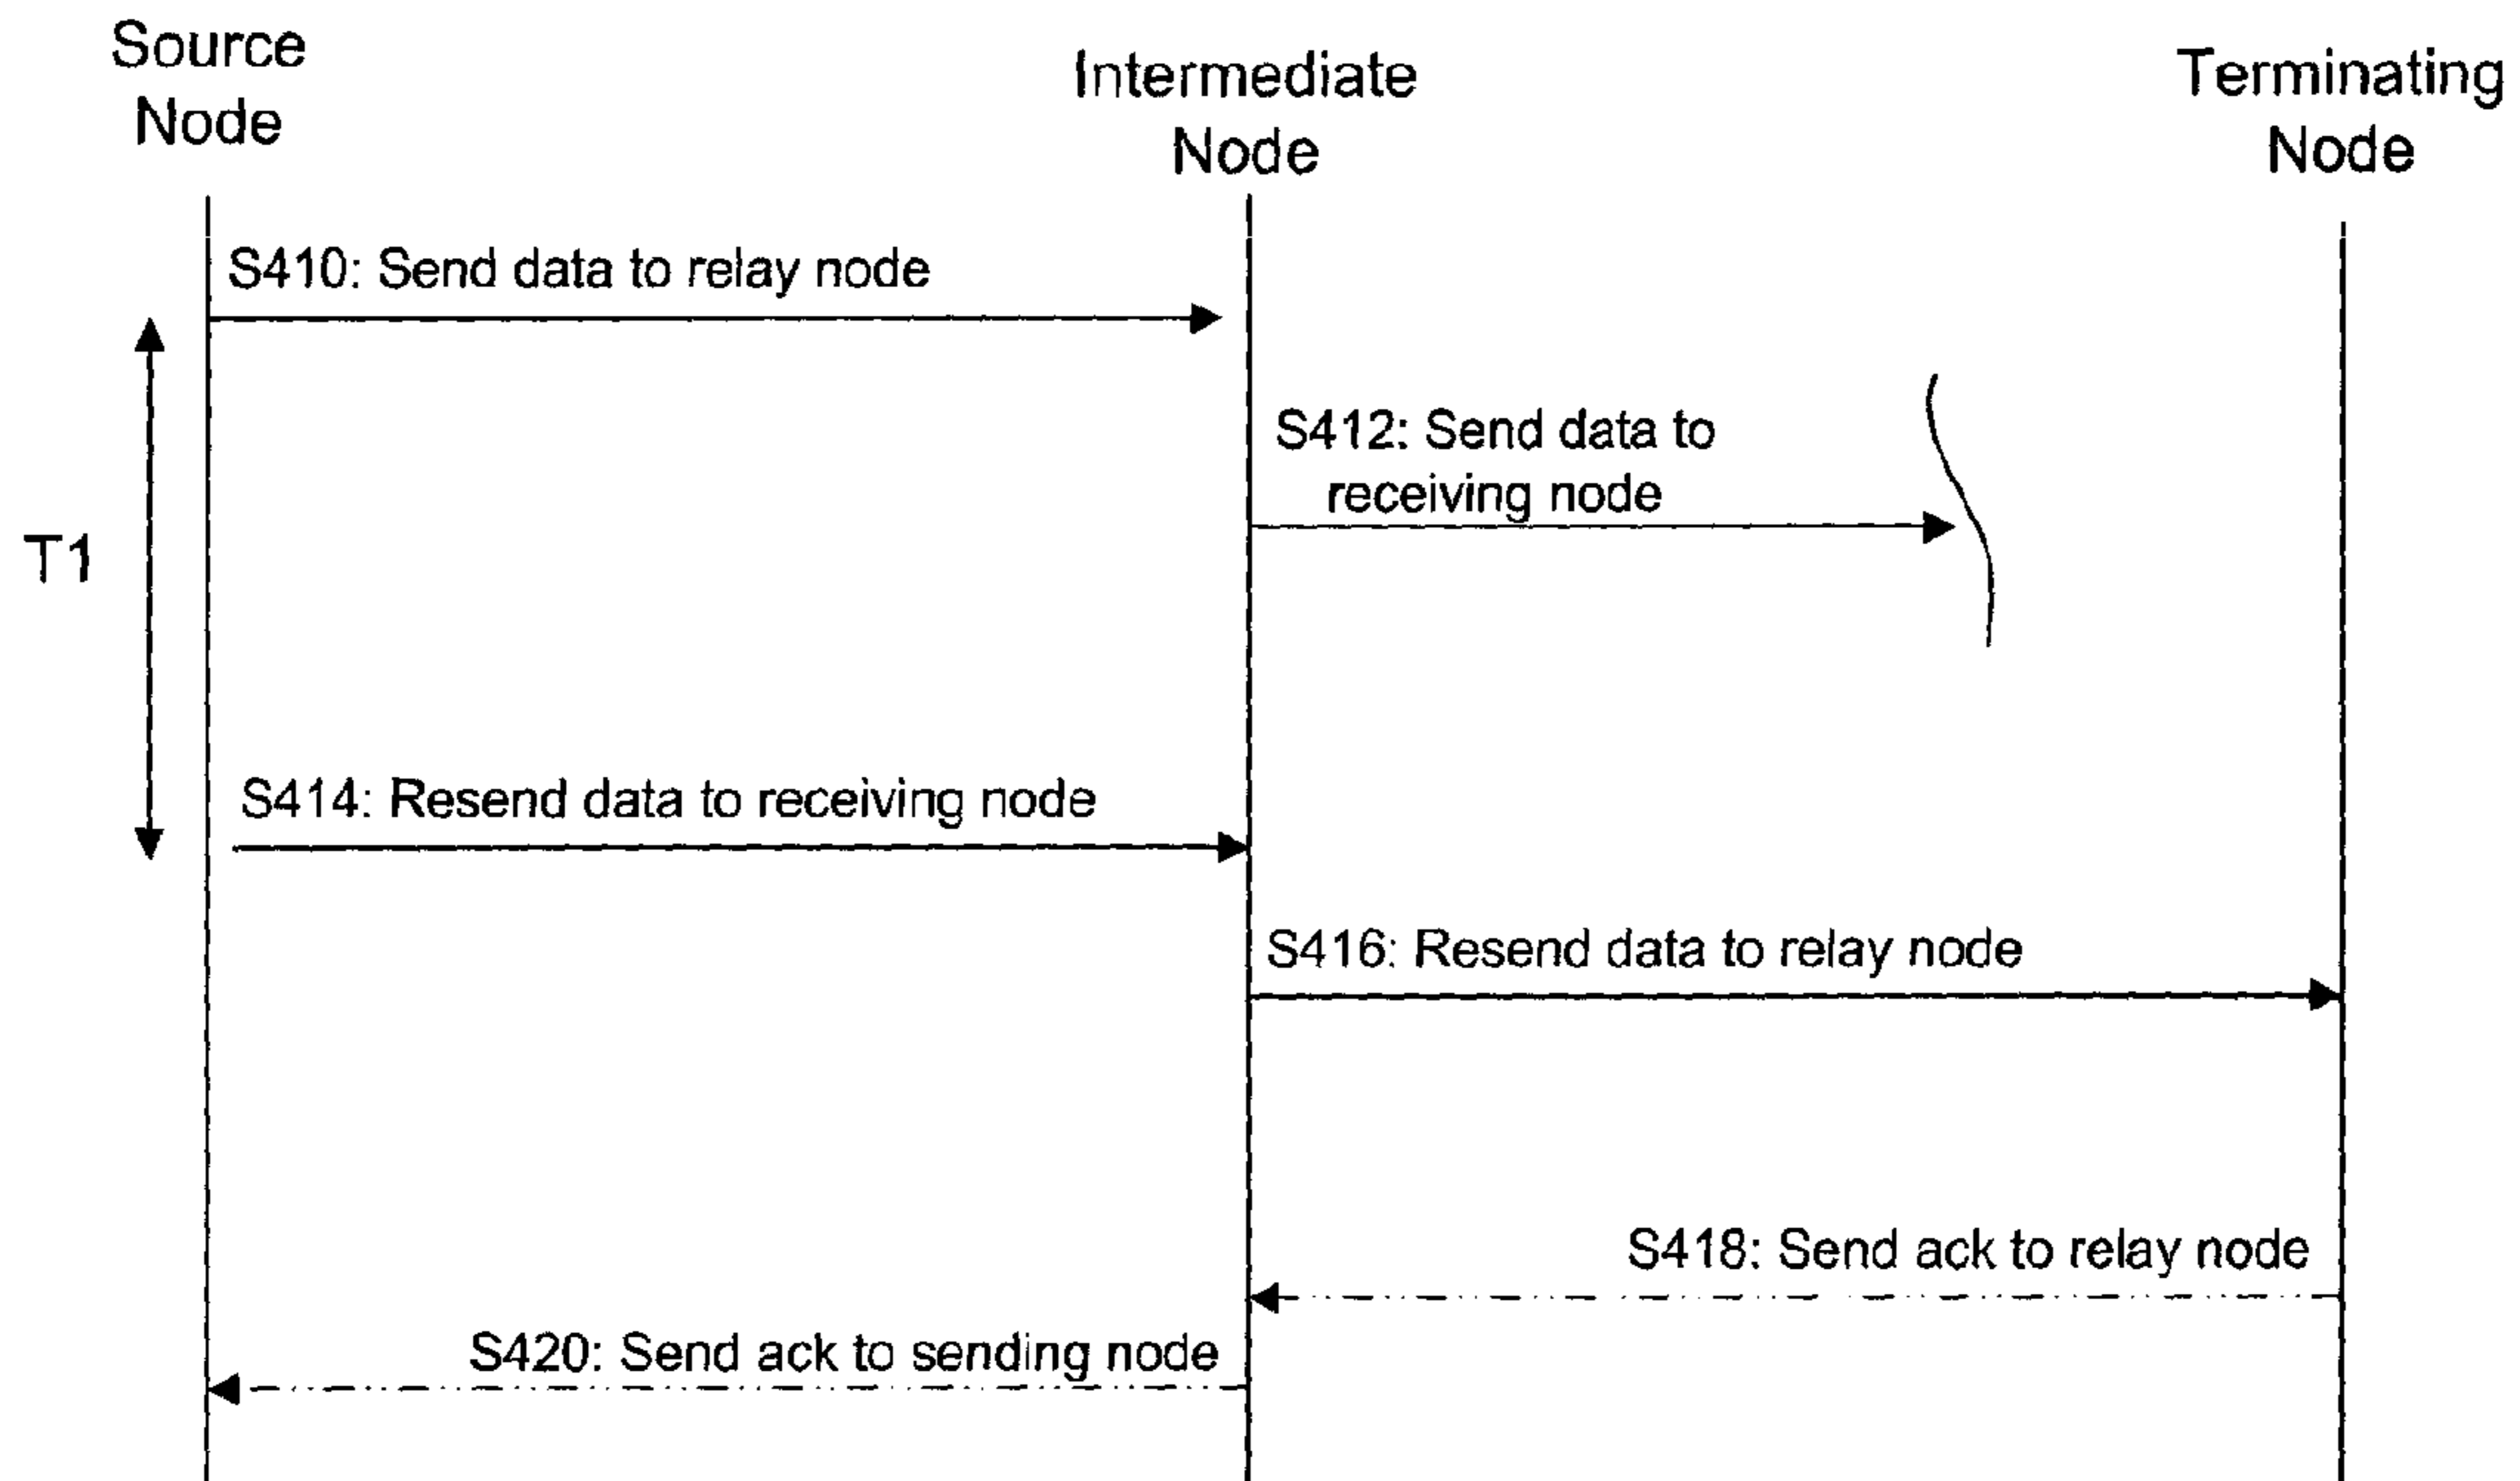 Source
Node
Intermediate
Node
Terminating
Node
S410: Send data to relay node
S412: Send data to
receiving node
T1
S414: Resend data to receiving node
S416: Resend data to relay node
S418: Send ack to relay node
S420: Send ack to sending node